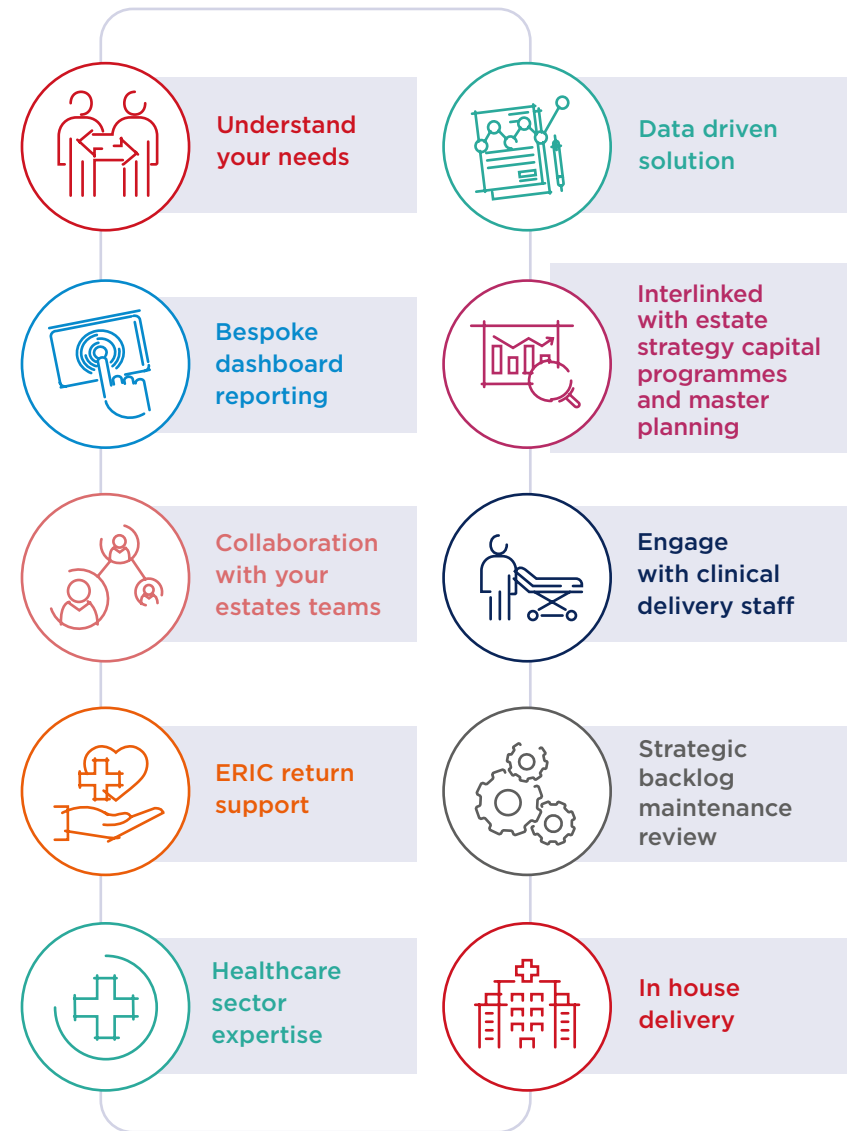 Understand
your needs
Data driven
solution
Bespoke
dashboard
reporting
Interlinked
with estate
strategy capital
programmes
and master
planning
Collaboration
with your
estates teams
Engage
with clinical
delivery staff
ERIC return
support
Strategic
backlog
maintenance
review
Healthcare
sector
expertise
In house
delivery